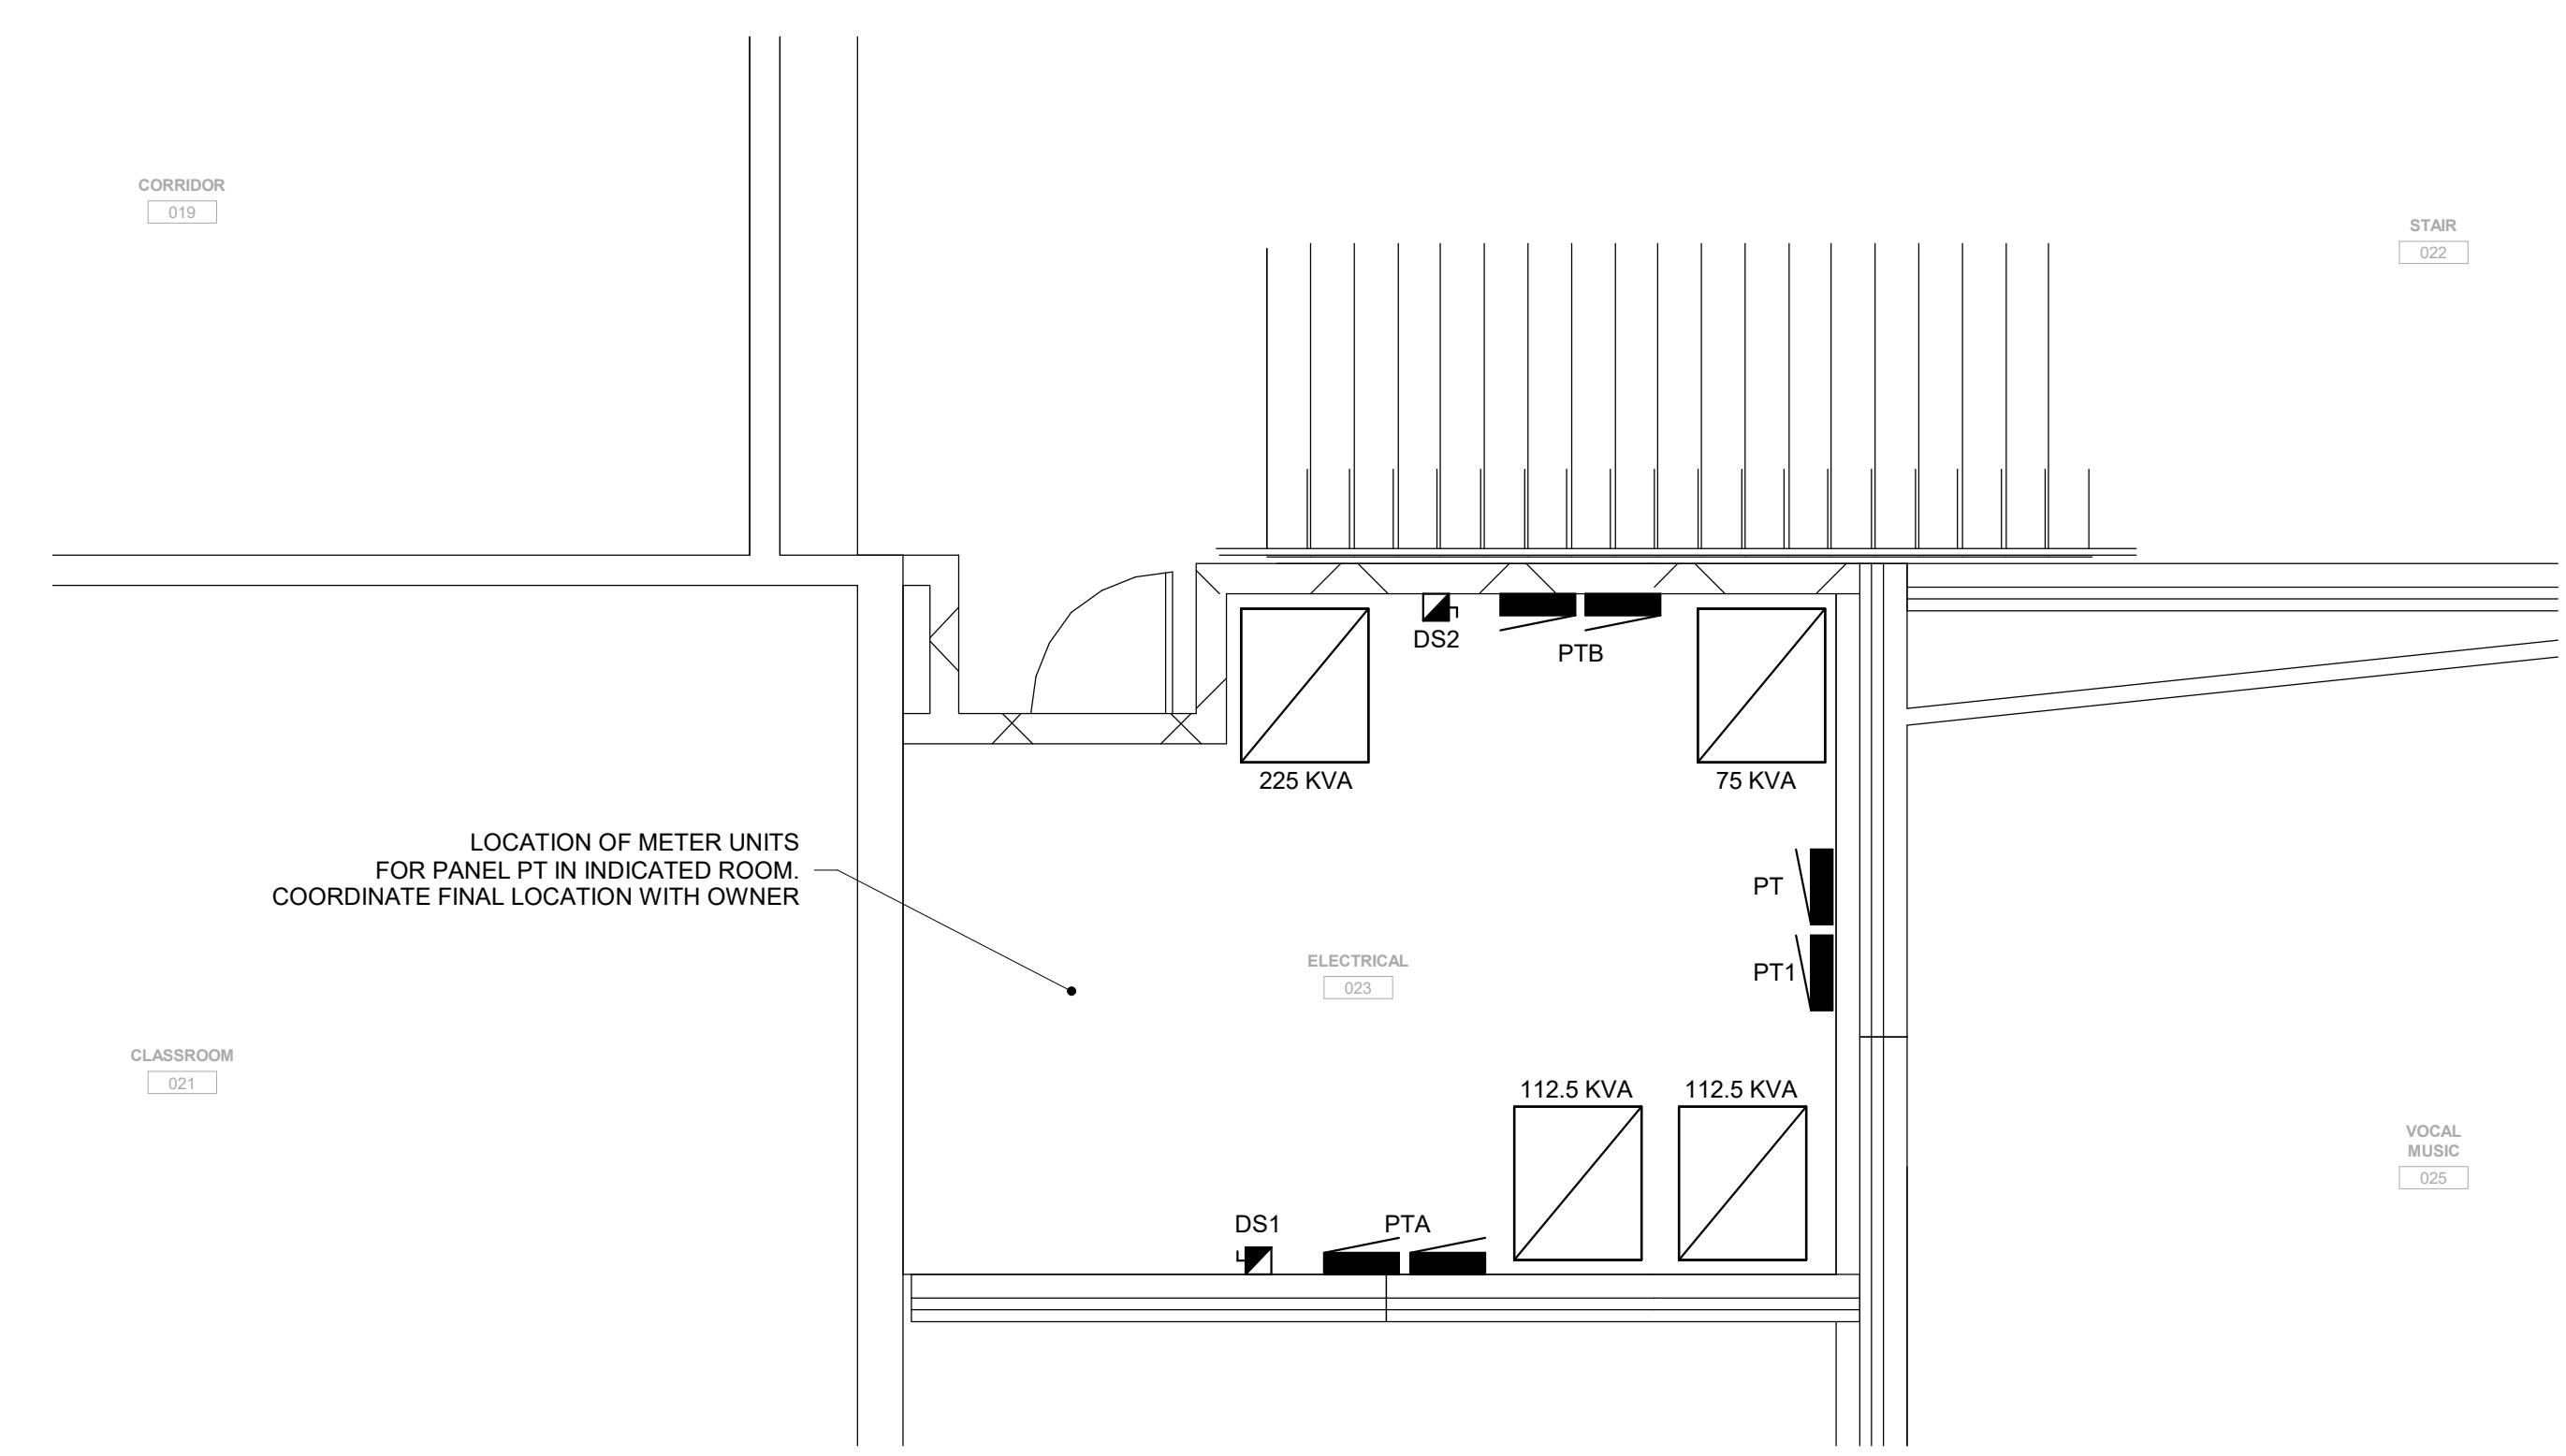 CORRIDOR
019
STAIR
022
DS2
PTB
225 KVA
75 KVA
LOCATION OF METER UNITS
FOR PANEL PT IN INDICATED ROOM.
COORDINATE FINAL LOCATION WITH OWNER
PT
ELECTRICAL
023
PT1
CLASSROOM
021
112.5 KVA
112.5 KVA
VOCAL
MUSIC
025
DS1
PTA